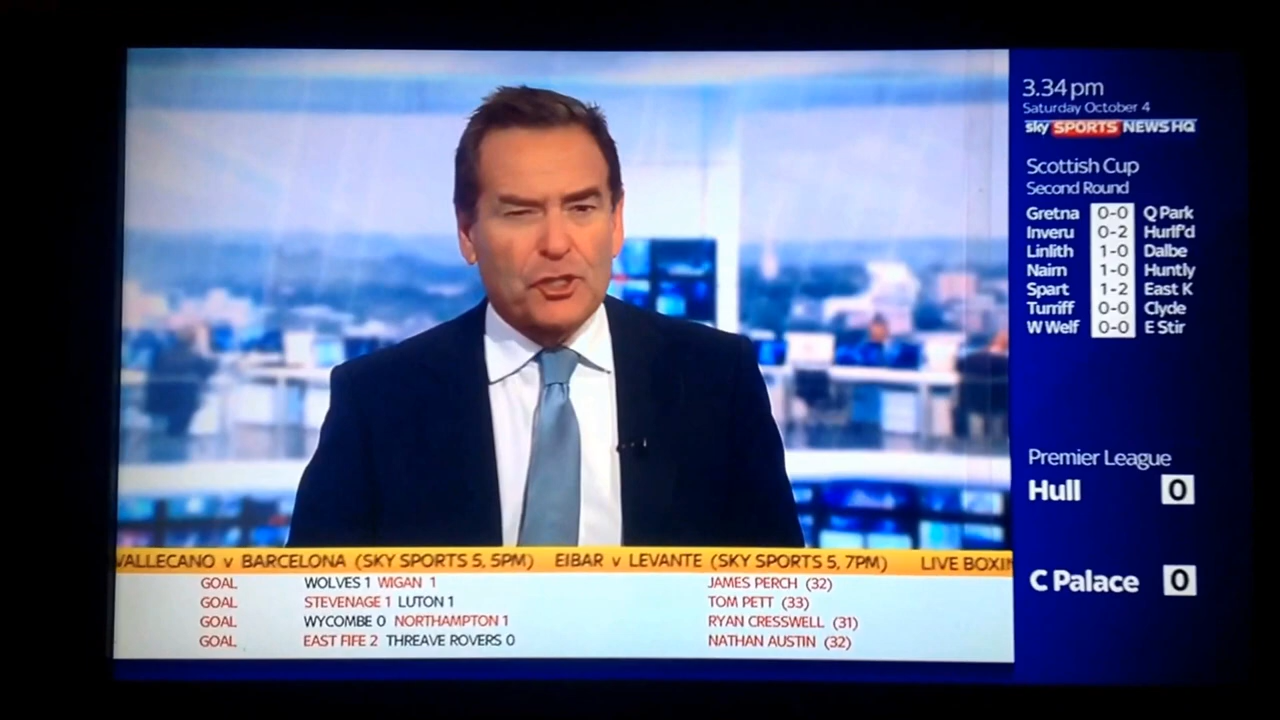 3.34pm
Saturday October 4
sky SPORTS NEWS HQ
Scottish Cup
Second Round
Gretna 0-0 Q Park
Inveru 0-2 Hurlf'd
Linlith 1-0 Dalbe
Nairn 1-0 Huntly
Spart 1-2 East K
Turriff 0-0 Clyde
W Welf 0-0 E Stir
Premier League
Hull 0
C Palace 0
VALLECANO v BARCELONA (SKY SPORTS 5, 5PM) EIBAR v LEVANTE (SKY SPORTS 5, 7PM) LIVE BOXIN
GOAL WOLVES 1 WIGAN 1 JAMES PERCH (32)
GOAL STEVENAGE 1 LUTON 1 TOM PETT (33)
GOAL WYCOMBE 0 NORTHAMPTON 1 RYAN CRESSWELL (31)
GOAL EAST FIFE 2 THREAVE ROVERS 0 NATHAN AUSTIN (32)